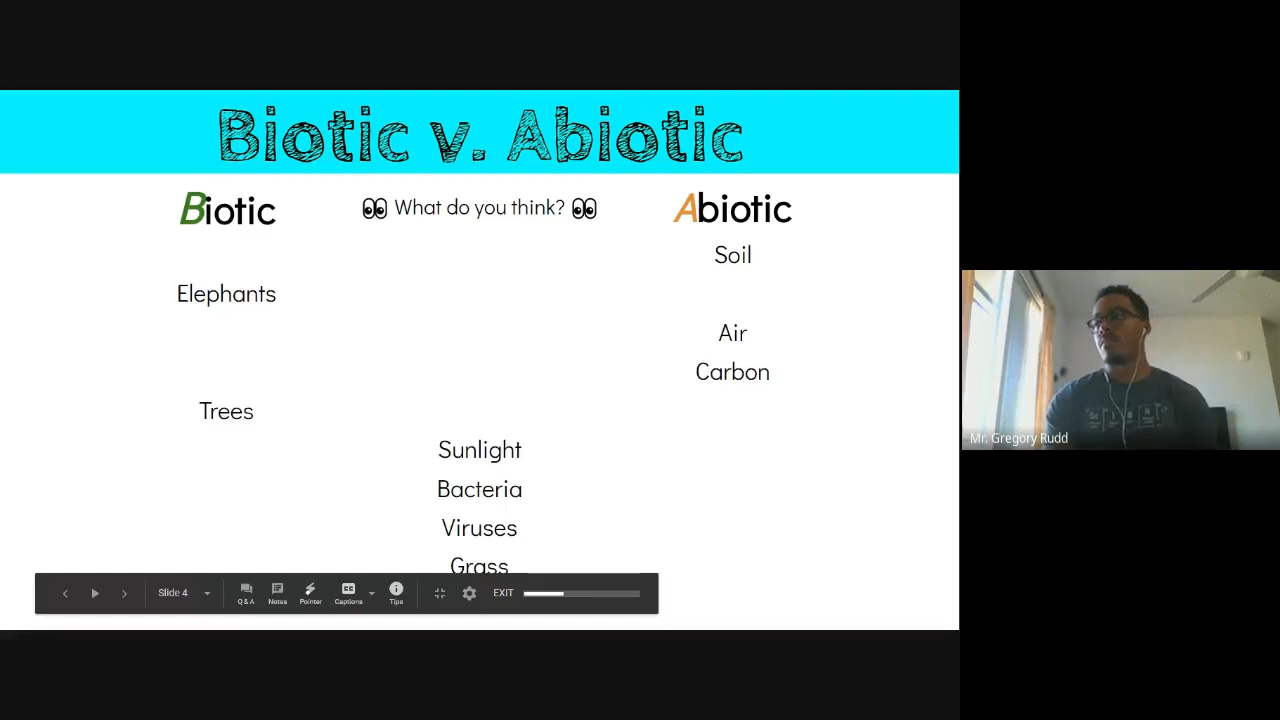 Biotic v. Abiotic
Biotic
👀 What do you think? 👀
Abiotic
Soil
Elephants
Air
Carbon
Trees
Sunlight
Bacteria
Viruses
Grass
Slide 4
Q & A
Notes
Pointer
Captions
Tips
EXIT
Mr. Gregory Rudd